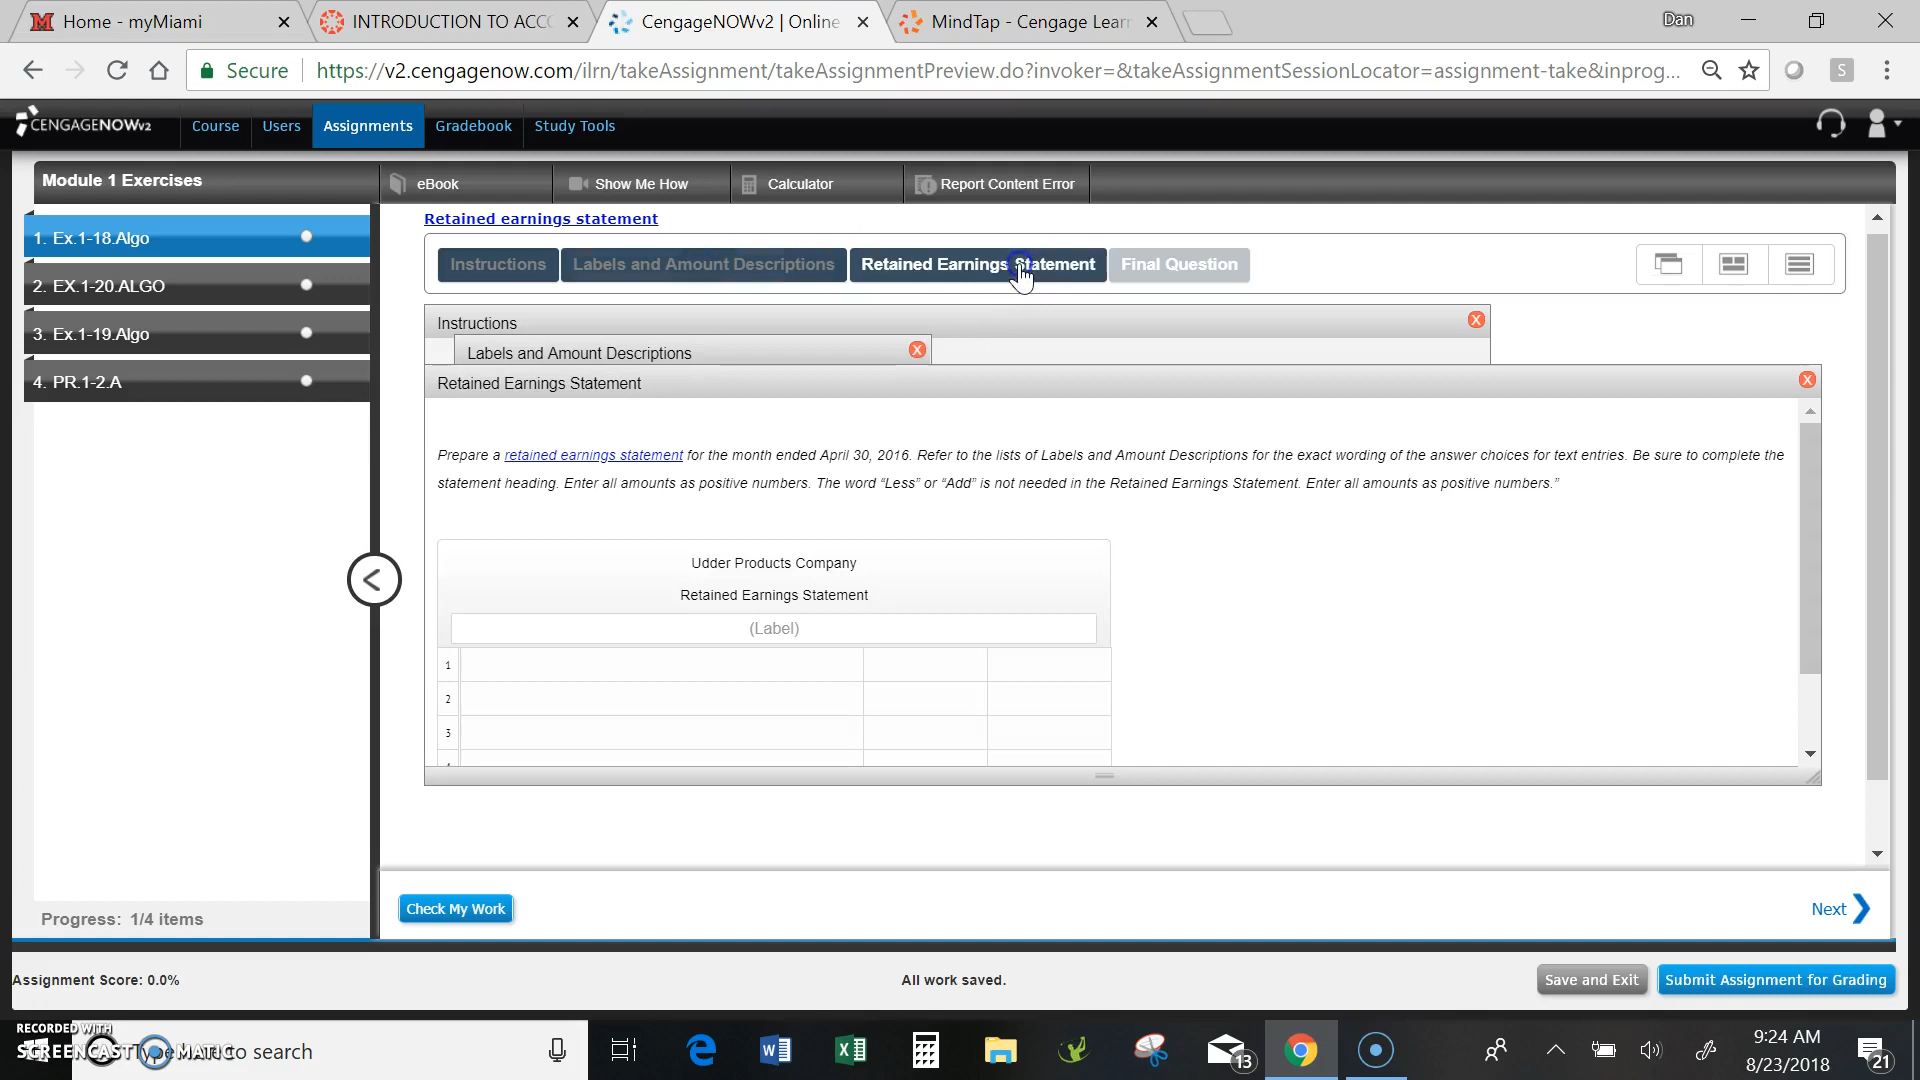 Home - myMiami
INTRODUCTION TO ACC
CengageNOWv2 | Online
MindTap - Cengage Lear
Dan
Secure
https://v2.cengagenow.com/ilrn/takeAssignment/takeAssignmentPreview.do?invoker=&takeAssignmentSessionLocator=assignment-take&inprog...
S
CENGAGENOWv2
Course
Users
Assignments
Gradebook
Study Tools
Module 1 Exercises
eBook
Show Me How
Calculator
Report Content Error
1. Ex.1-18.Algo
2. EX.1-20.ALGO
3. Ex.1-19.Algo
4. PR.1-2.A
Retained earnings statement
Instructions
Labels and Amount Descriptions
Retained Earnings Statement
Final Question
Instructions
Labels and Amount Descriptions
Retained Earnings Statement
Prepare a retained earnings statement for the month ended April 30, 2016. Refer to the lists of Labels and Amount Descriptions for the exact wording of the answer choices for text entries. Be sure to complete the
statement heading. Enter all amounts as positive numbers. The word “Less” or “Add” is not needed in the Retained Earnings Statement. Enter all amounts as positive numbers.”
Udder Products Company
Retained Earnings Statement
(Label)
1
2
3
Progress: 1/4 items
Check My Work
Next
Assignment Score: 0.0%
All work saved.
Save and Exit
Submit Assignment for Grading
RECORDED WITH
SCREENCAST MATIC
to search
13
9:24 AM
8/23/2018
21